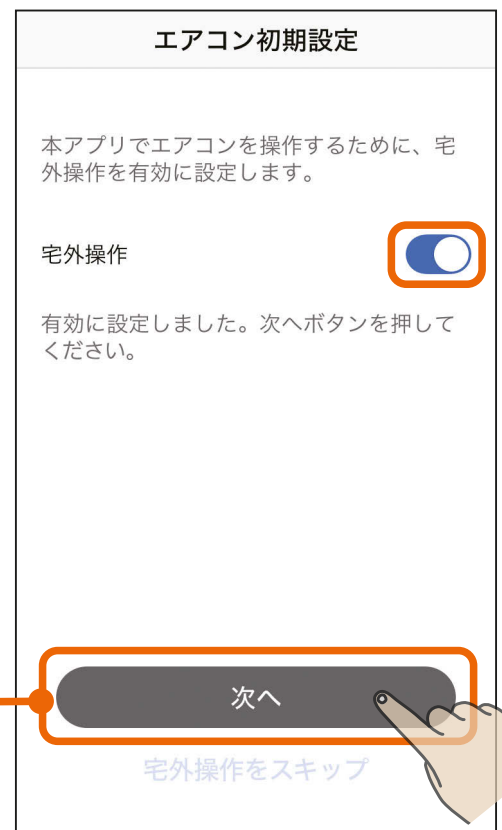 エアコン初期設定
本アプリでエアコンを操作するために、宅
外操作を有効に設定します。
宅外操作
有効に設定しました。次へボタンを押して
ください。
次へ
宅外操作をスキップ